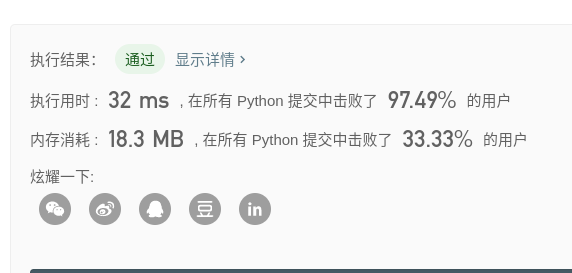 执行结果： 通过 显示详情 >
执行用时 : 32 ms , 在所有 Python 提交中击败了 97.49% 的用户
内存消耗 : 18.3 MB , 在所有 Python 提交中击败了 33.33% 的用户
炫耀一下:
豆 in